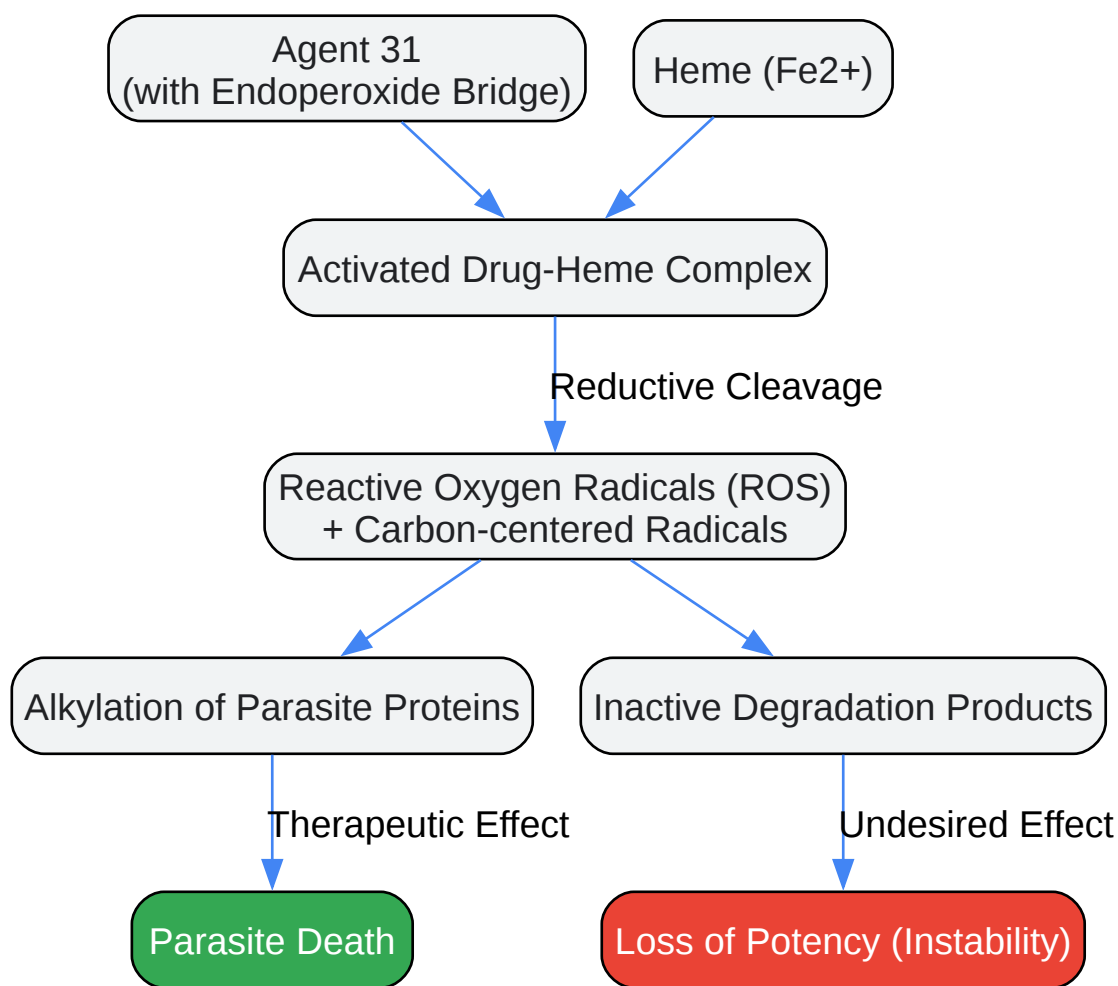 Agent 31
(with Endoperoxide Bridge)
Heme (Fe2+)
Activated Drug-Heme Complex
Reductive Cleavage
Reactive Oxygen Radicals (ROS)
+ Carbon-centered Radicals
Alkylation of Parasite Proteins
Inactive Degradation Products
Therapeutic Effect
Undesired Effect
Parasite Death
Loss of Potency (Instability)